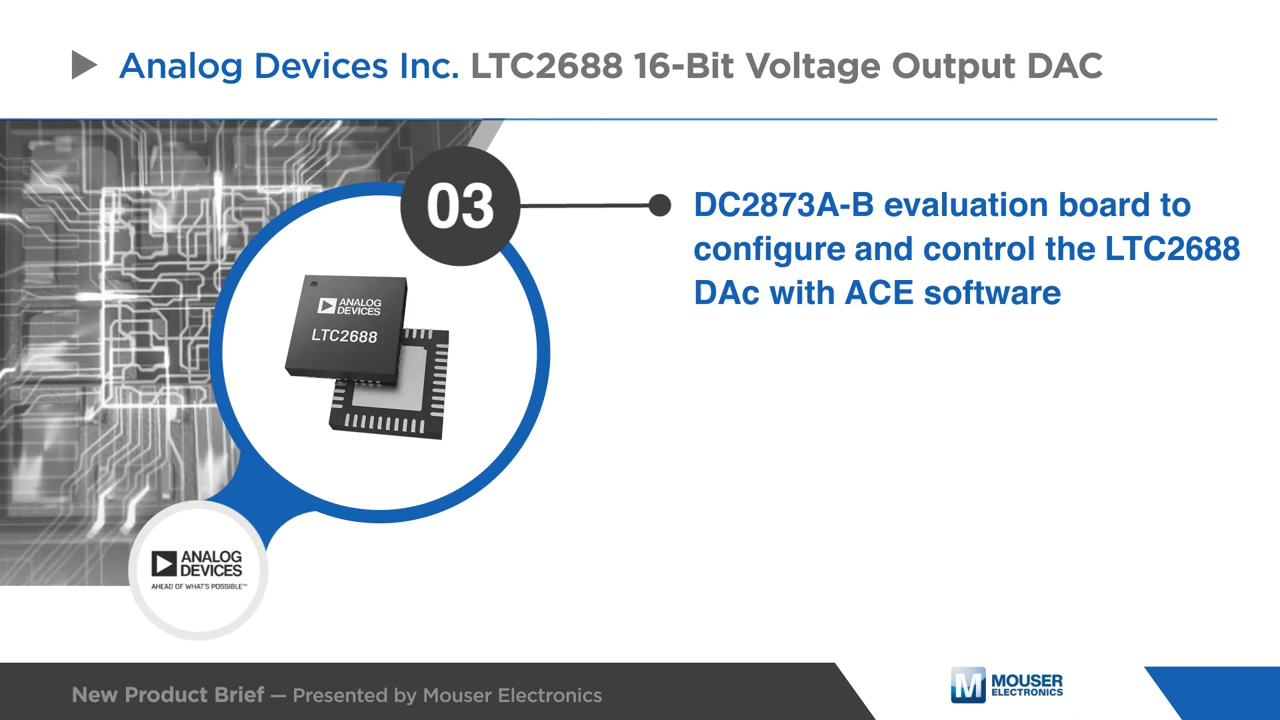 Analog Devices Inc. LTC2688 16-Bit Voltage Output DAC
03
DC2873A-B evaluation board to
configure and control the LTC2688
DAc with ACE software
ANALOG
DEVICES
LTC2688
ANALOG
DEVICES
AHEAD OF WHAT'S POSSIBLE™
New Product Brief — Presented by Mouser Electronics
M
MOUSER
ELECTRONICS